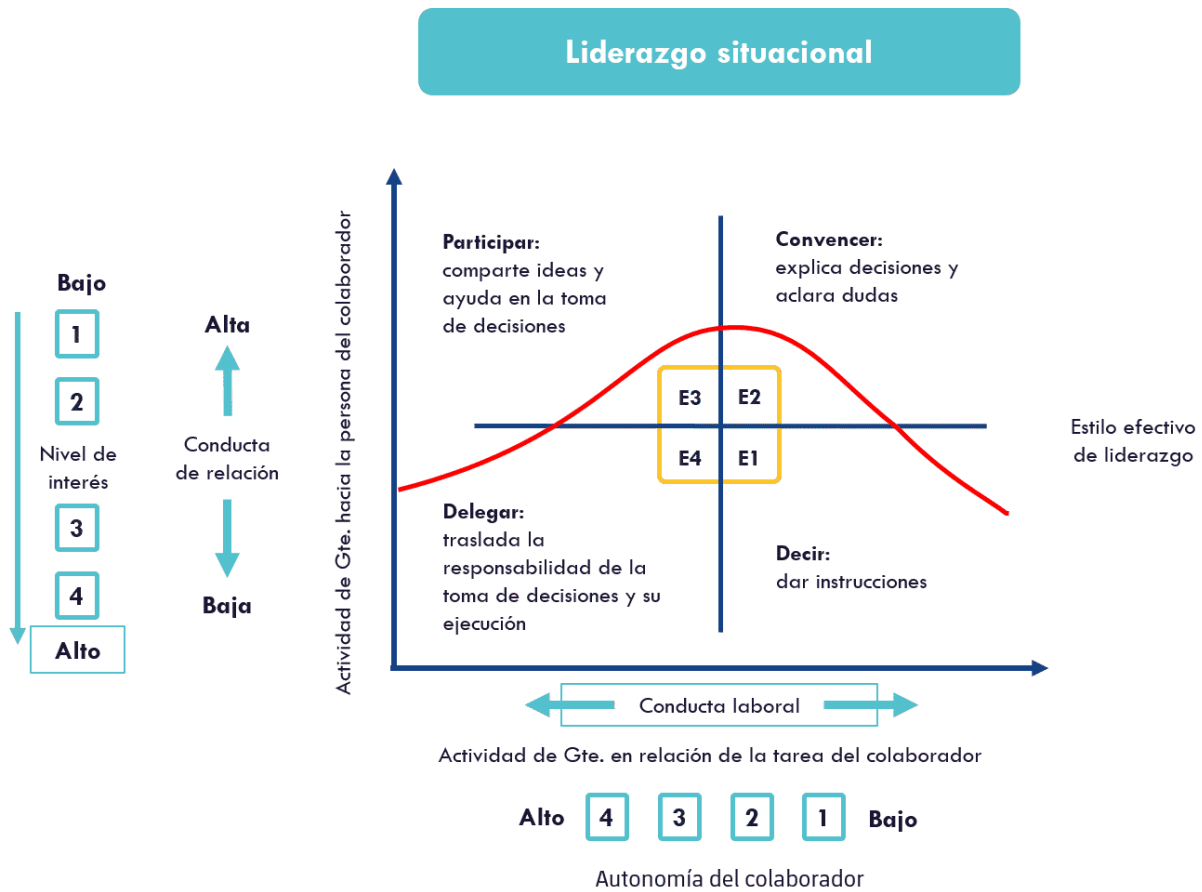 Liderazgo situacional
Bajo
1
2
Nivel de
interés
3
4
Alto
Alta
Conducta
de relación
Baja
Actividad de Gte. hacia la persona del colaborador
Participar:
comparte ideas y
ayuda en la toma
de decisiones
Convencer:
explica decisiones y
aclara dudas
E3 E2
E4 E1
Delegar:
traslada la
responsabilidad de la
toma de decisiones y su
ejecución
Decir:
dar instrucciones
Estilo efectivo
de liderazgo
Conducta laboral
Actividad de Gte. en relación de la tarea del colaborador
Alto 4 3 2 1 Bajo
Autonomía del colaborador